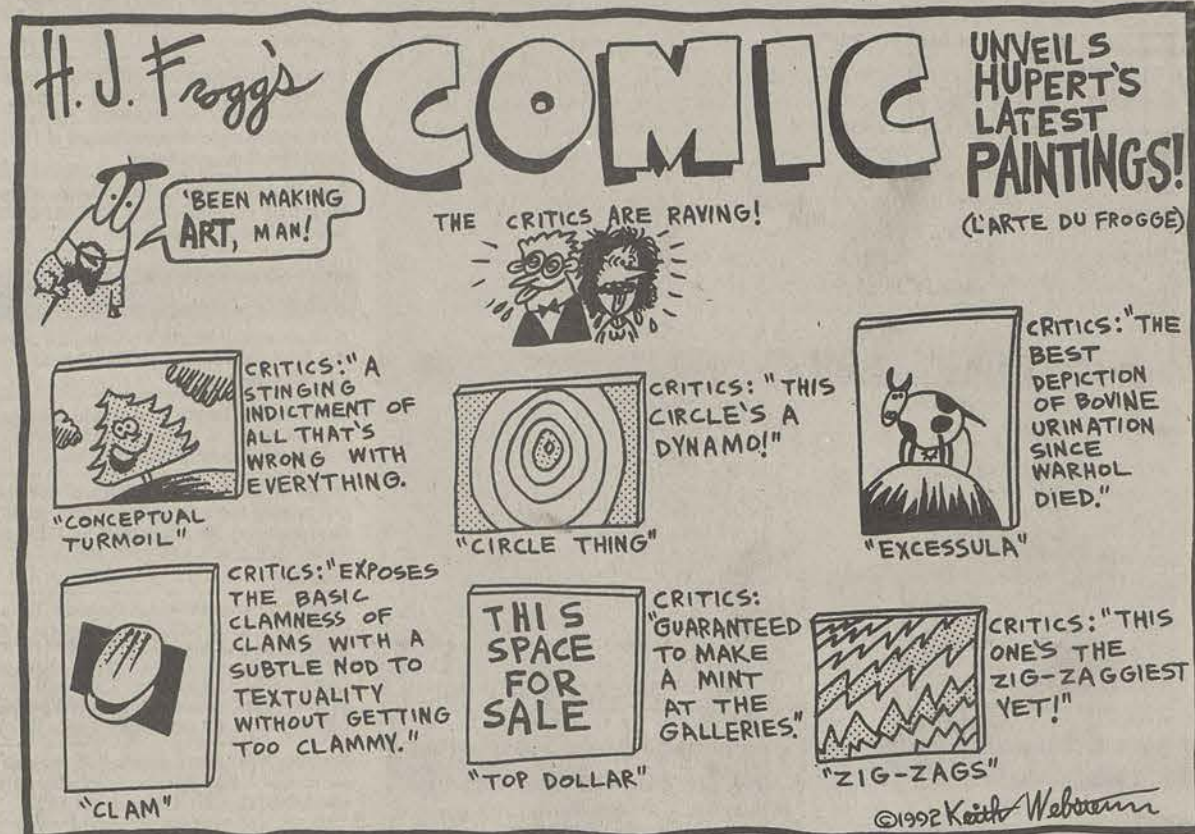 H. J. Frogg's
COMIC
UNVEILS
HUPERT'S
LATEST
PAINTINGS!
(L'ARTE DU FROGGE)
'BEEN MAKING
ART, MAN!
THE CRITICS ARE RAVING!
CRITICS: "A
STINGING
INDICTMENT OF
ALL THAT'S
WRONG WITH
EVERYTHING.
"CONCEPTUAL
TURMOIL"
CRITICS: "THIS
CIRCLE'S A
DYNAMO!"
"CIRCLE THING"
CRITICS: "THE
BEST
DEPICTION
OF BOVINE
URINATION
SINCE
WARHOL
DIED."
"EXCESSULA"
CRITICS: "EXPOSES
THE BASIC
CLAMNESS OF
CLAMS WITH A
SUBTLE NOD TO
TEXTUALITY
WITHOUT GETTING
TOO CLAMMY."
"CLAM"
THIS
SPACE
FOR
SALE
CRITICS:
"GUARANTEED
TO MAKE
A MINT
AT THE
GALLERIES."
"TOP DOLLAR"
CRITICS: "THIS
ONE'S THE
ZIG-ZAGGIEST
YET!"
"ZIG-ZAGS"
©1992 Keith